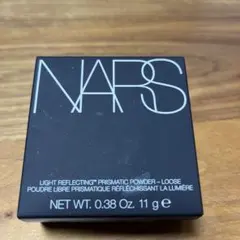 NARS
LIGHT REFLECTING™ PRISMATIC POWDER – LOOSE
POUDRE LIBRE PRISMATIQUE RÉFLÉCHISSANT LA LUMIÈRE
NET WT. 0.38 Oz. 11 g ℮